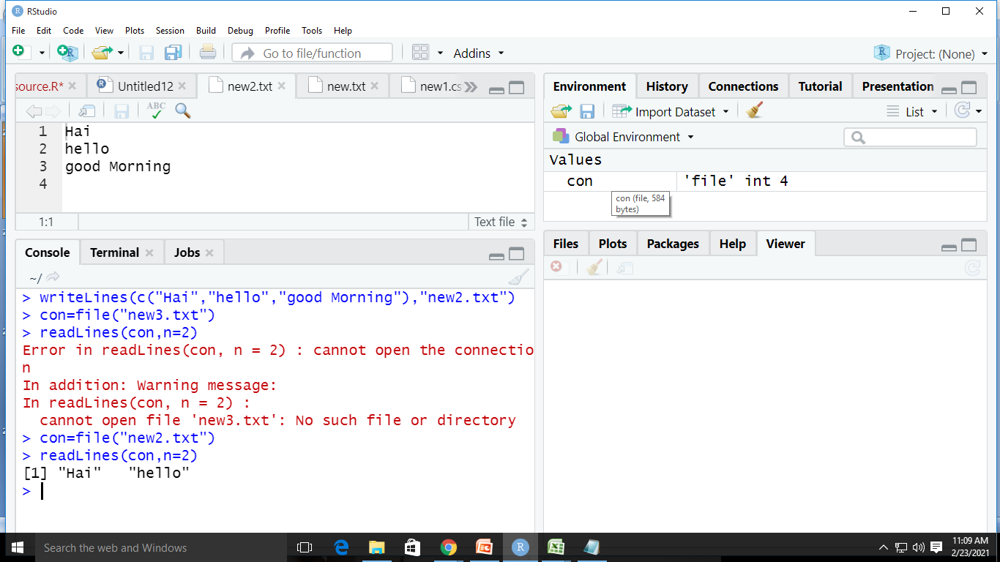 RStudio
File Edit Code View Plots Session Build Debug Profile Tools Help
Go to file/function Addins Project: (None)
source.R* Untitled12 new2.txt new.txt new1.cs
ABC
1 Hai
2 hello
3 good Morning
4
1:1 Text file
Console Terminal Jobs
~/
> writeLines(c("Hai","hello","good Morning"),"new2.txt")
> con=file("new3.txt")
> readLines(con,n=2)
Error in readLines(con, n = 2) : cannot open the connectio
n
In addition: Warning message:
In readLines(con, n = 2) :
  cannot open file 'new3.txt': No such file or directory
> con=file("new2.txt")
> readLines(con,n=2)
[1] "Hai"   "hello"
>
Environment History Connections Tutorial Presentation
Import Dataset List
Global Environment
Values
con 'file' int 4
con (file, 584
bytes)
Files Plots Packages Help Viewer
Search the web and Windows
11:09 AM
2/23/2021